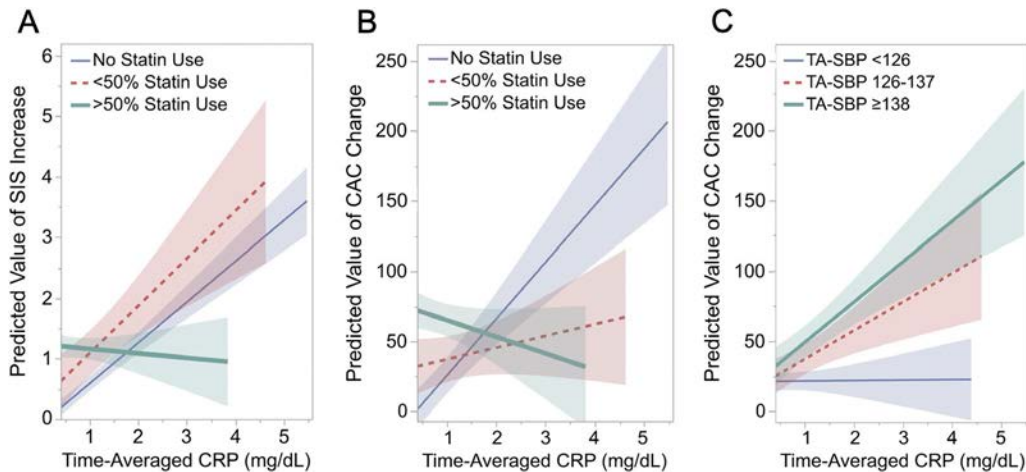 A
Predicted Value of SIS Increase
6
5
4
3
2
1
0
No Statin Use
<50% Statin Use
>50% Statin Use
1 2 3 4 5
Time-Averaged CRP (mg/dL)
B
Predicted Value of CAC Change
250
200
150
100
50
0
No Statin Use
<50% Statin Use
>50% Statin Use
1 2 3 4 5
Time-Averaged CRP (mg/dL)
C
Predicted Value of CAC Change
250
200
150
100
50
0
TA-SBP <126
TA-SBP 126-137
TA-SBP ≥138
1 2 3 4 5
Time-Averaged CRP (mg/dL)